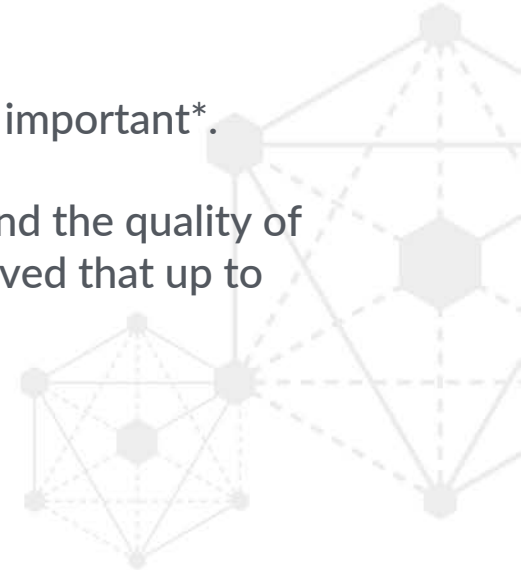 important*.
nd the quality of
ved that up to